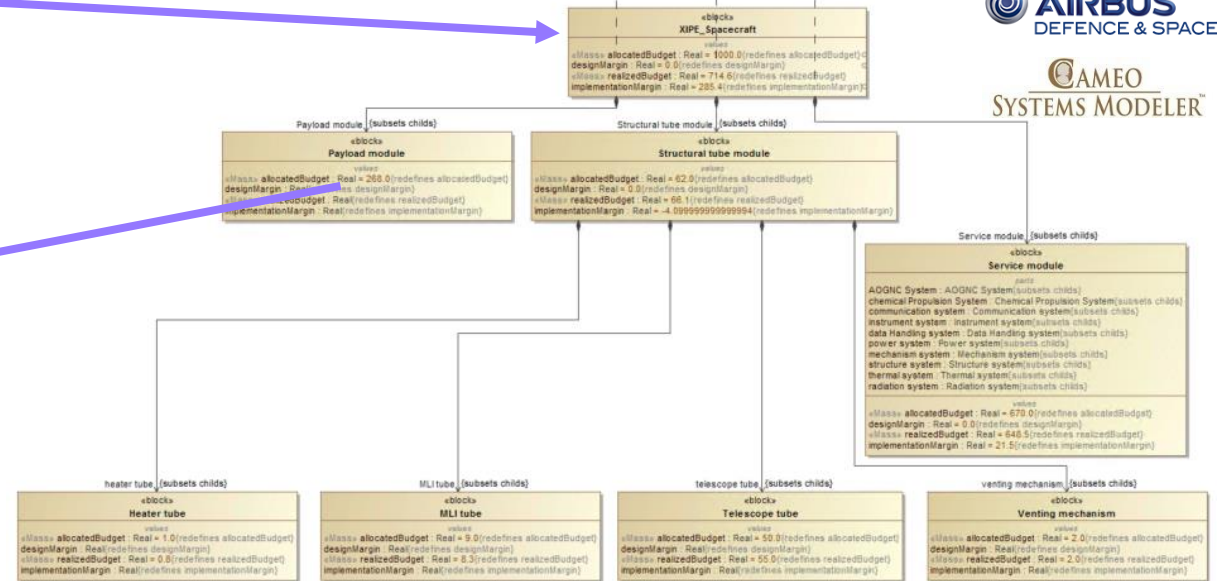 AIRBUS
DEFENCE & SPACE
CAMEO
SYSTEMS MODELER™
«block»
XIPE_Spacecraft
values
«Mass» allocatedBudget : Real = 1000.0{redefines allocatedBudget}
designMargin : Real = 0.0{redefines designMargin}
«Mass» realizedBudget : Real = 714.6{redefines realizedBudget}
implementationMargin : Real = 285.4{redefines implementationMargin}
Payload module {subsets childs}
«block»
Payload module
values
«Mass» allocatedBudget : Real = 268.0{redefines allocatedBudget}
designMargin : designMargin}
realizedBudget : Real{redefines realizedBudget}
implementationMargin : Real{redefines implementationMargin}
Structural tube module {subsets childs}
«block»
Structural tube module
values
«Mass» allocatedBudget : Real = 62.0{redefines allocatedBudget}
designMargin : Real = 0.0{redefines designMargin}
«Mass» realizedBudget : Real = 66.1{redefines realizedBudget}
implementationMargin : Real = -4.099999999999994{redefines implementationMargin}
Service module {subsets childs}
«block»
Service module
parts
AOGNC System : AOGNC System{subsets childs}
chemical Propulsion System : Chemical Propulsion System{subsets childs}
communication system : Communication system{subsets childs}
instrument system : Instrument system{subsets childs}
data Handling system : Data Handling system{subsets childs}
power system : Power system{subsets childs}
mechanism system : Mechanism system{subsets childs}
structure system : Structure system{subsets childs}
thermal system : Thermal system{subsets childs}
radiation system : Radiation system{subsets childs}
values
«Mass» allocatedBudget : Real = 670.0{redefines allocatedBudget}
designMargin : Real = 0.0{redefines designMargin}
«Mass» realizedBudget : Real = 648.5{redefines realizedBudget}
implementationMargin : Real = 21.5{redefines implementationMargin}
heater tube {subsets childs}
«block»
Heater tube
values
«Mass» allocatedBudget : Real = 1.0{redefines allocatedBudget}
designMargin : Real{redefines designMargin}
«Mass» realizedBudget : Real = 0.8{redefines realizedBudget}
implementationMargin : Real{redefines implementationMargin}
MLI tube {subsets childs}
«block»
MLI tube
values
«Mass» allocatedBudget : Real = 9.0{redefines allocatedBudget}
designMargin : Real{redefines designMargin}
«Mass» realizedBudget : Real = 8.3{redefines realizedBudget}
implementationMargin : Real{redefines implementationMargin}
telescope tube {subsets childs}
«block»
Telescope tube
values
«Mass» allocatedBudget : Real = 50.0{redefines allocatedBudget}
designMargin : Real{redefines designMargin}
«Mass» realizedBudget : Real = 55.0{redefines realizedBudget}
implementationMargin : Real{redefines implementationMargin}
venting mechanism {subsets childs}
«block»
Venting mechanism
values
«Mass» allocatedBudget : Real = 2.0{redefines allocatedBudget}
designMargin : Real{redefines designMargin}
«Mass» realizedBudget : Real = 2.0{redefines realizedBudget}
implementationMargin : Real{redefines implementationMargin}